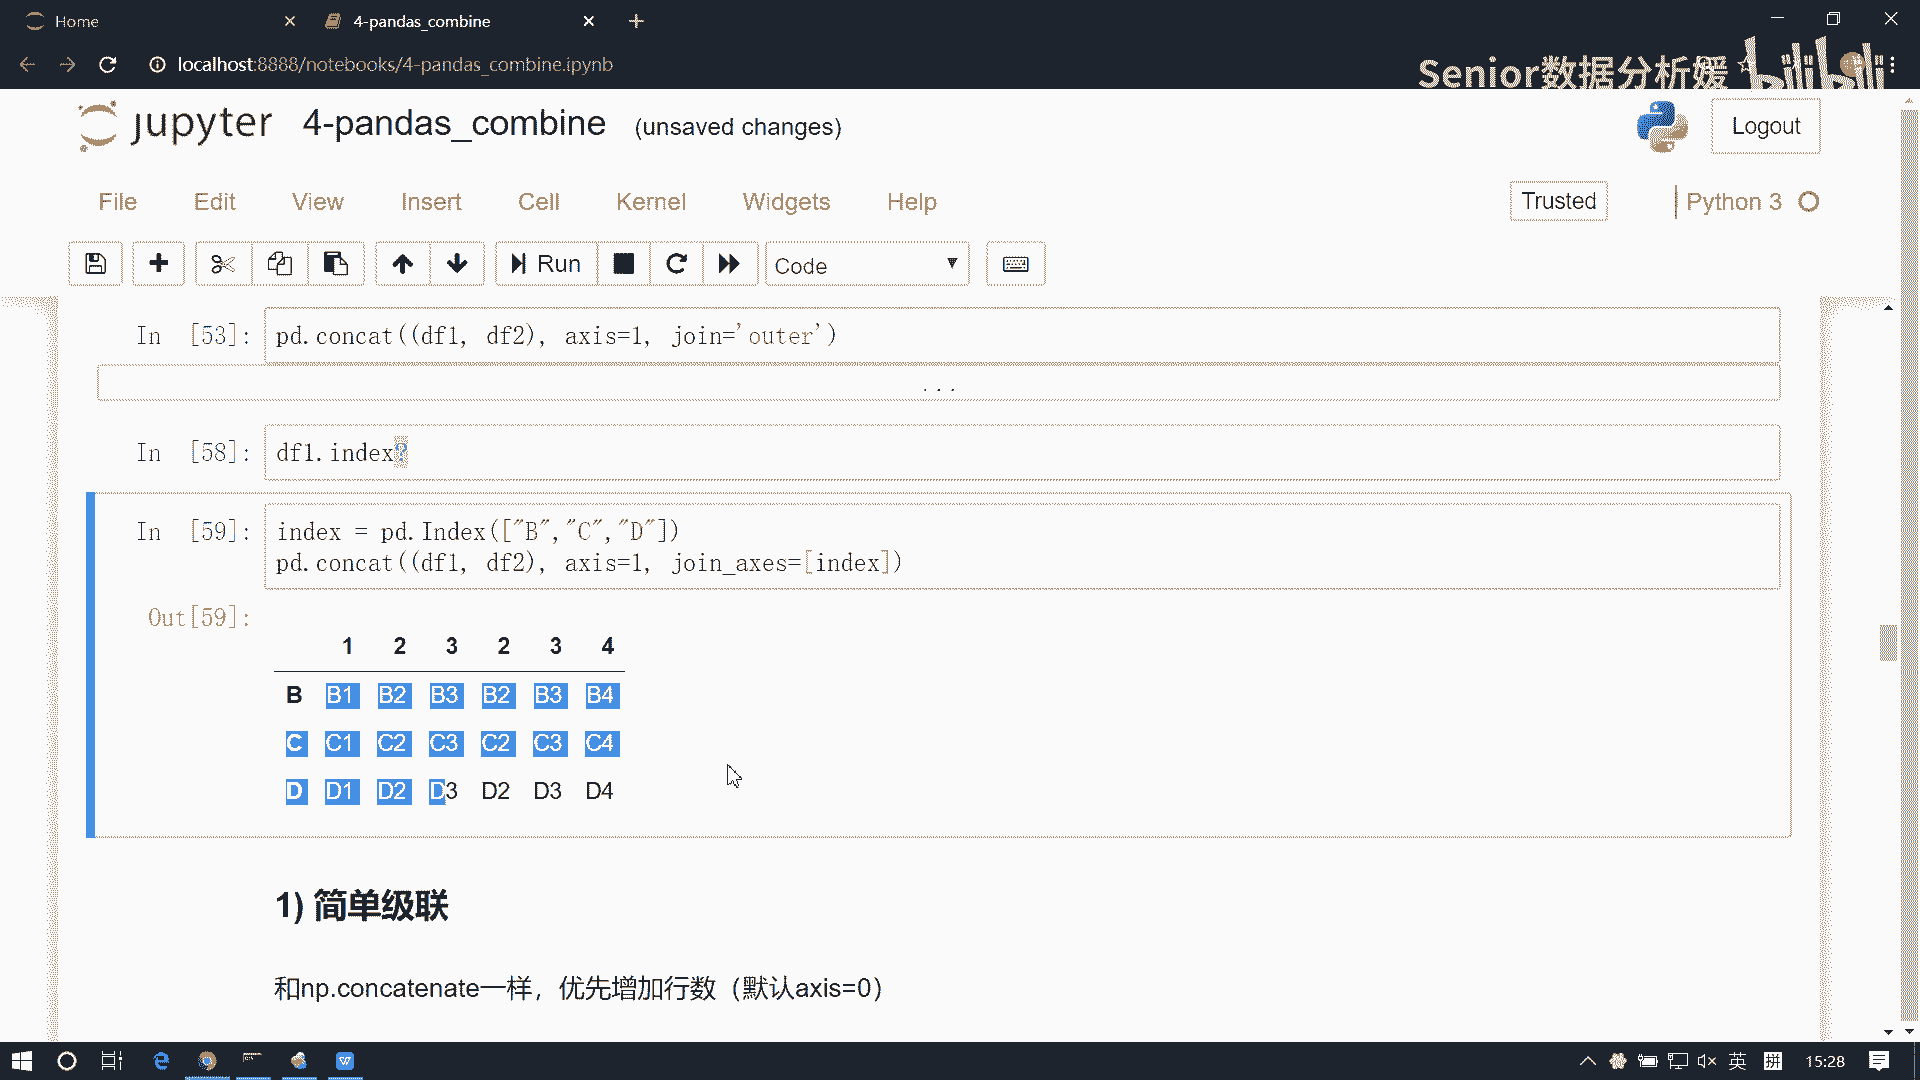 Home
4-pandas_combine
localhost:8888/notebooks/4-pandas_combine.ipynb
Senior数据分析媛
bilibili
jupyter 4-pandas_combine (unsaved changes)
Logout
File Edit View Insert Cell Kernel Widgets Help
Trusted
Python 3
Run
Code
In [53]: pd.concat((df1, df2), axis=1, join='outer')
...
In [58]: df1.index?
In [59]: index = pd.Index(["B","C","D"])
pd.concat((df1, df2), axis=1, join_axes=[index])
Out[59]:
1 2 3 2 3 4
B B1 B2 B3 B2 B3 B4
C C1 C2 C3 C2 C3 C4
D D1 D2 D3 D2 D3 D4
1) 简单级联
和np.concatenate一样，优先增加行数（默认axis=0）
英 拼 15:28